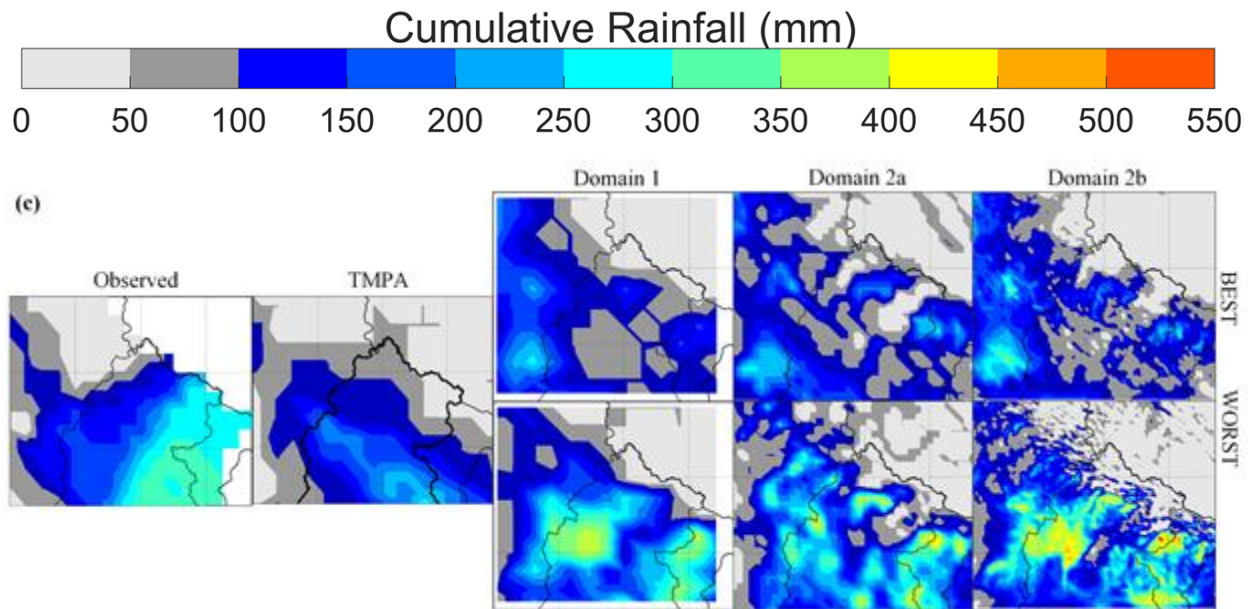 Cumulative Rainfall (mm)
0 50 100 150 200 250 300 350 400 450 500 550
(c)
Domain 1 Domain 2a Domain 2b
Observed TMPA
BEST
WORST